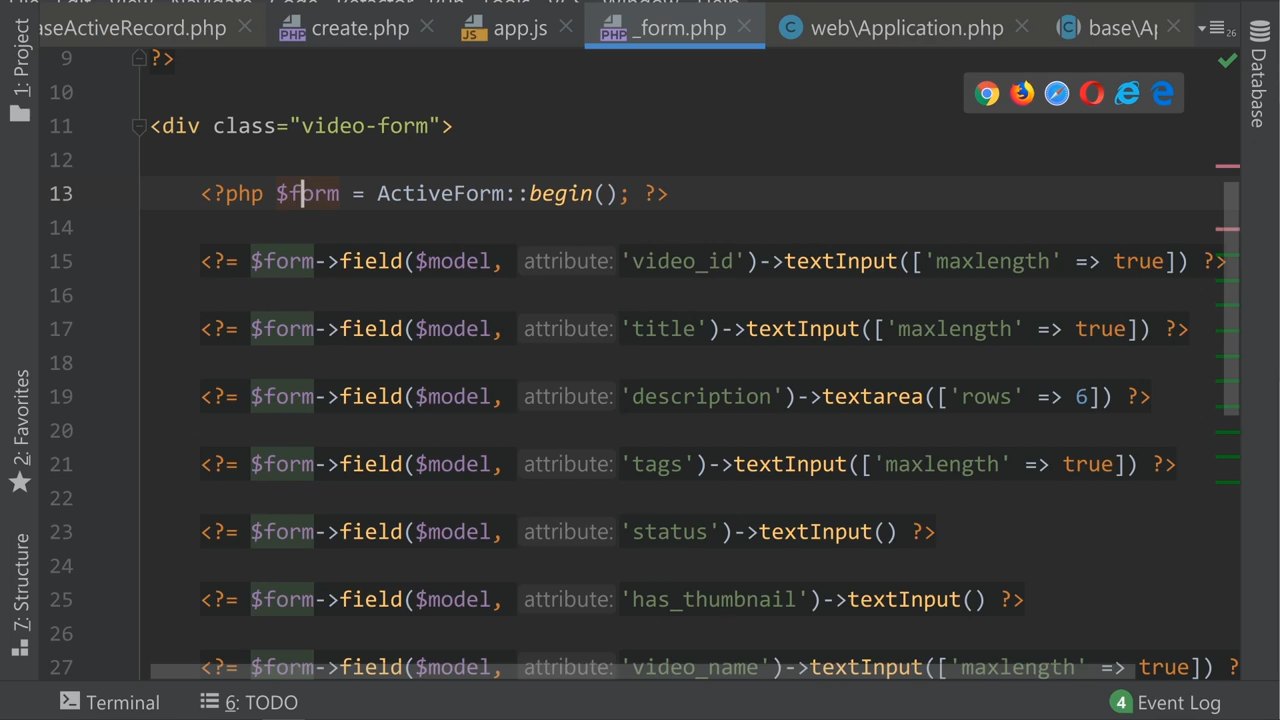 aseActiveRecord.php
create.php
app.js
_form.php
web\Application.php
base\Ap
26
1: Project
2: Favorites
7: Structure
Database
9 ?>
10
11 <div class="video-form">
12
13 <?php $form = ActiveForm::begin(); ?>
14
15 <?= $form->field($model, attribute: 'video_id')->textInput(['maxlength' => true]) ?>
16
17 <?= $form->field($model, attribute: 'title')->textInput(['maxlength' => true]) ?>
18
19 <?= $form->field($model, attribute: 'description')->textarea(['rows' => 6]) ?>
20
21 <?= $form->field($model, attribute: 'tags')->textInput(['maxlength' => true]) ?>
22
23 <?= $form->field($model, attribute: 'status')->textInput() ?>
24
25 <?= $form->field($model, attribute: 'has_thumbnail')->textInput() ?>
26
27 <?= $form->field($model, attribute: 'video_name')->textInput(['maxlength' => true]) ?
Terminal
6: TODO
4 Event Log